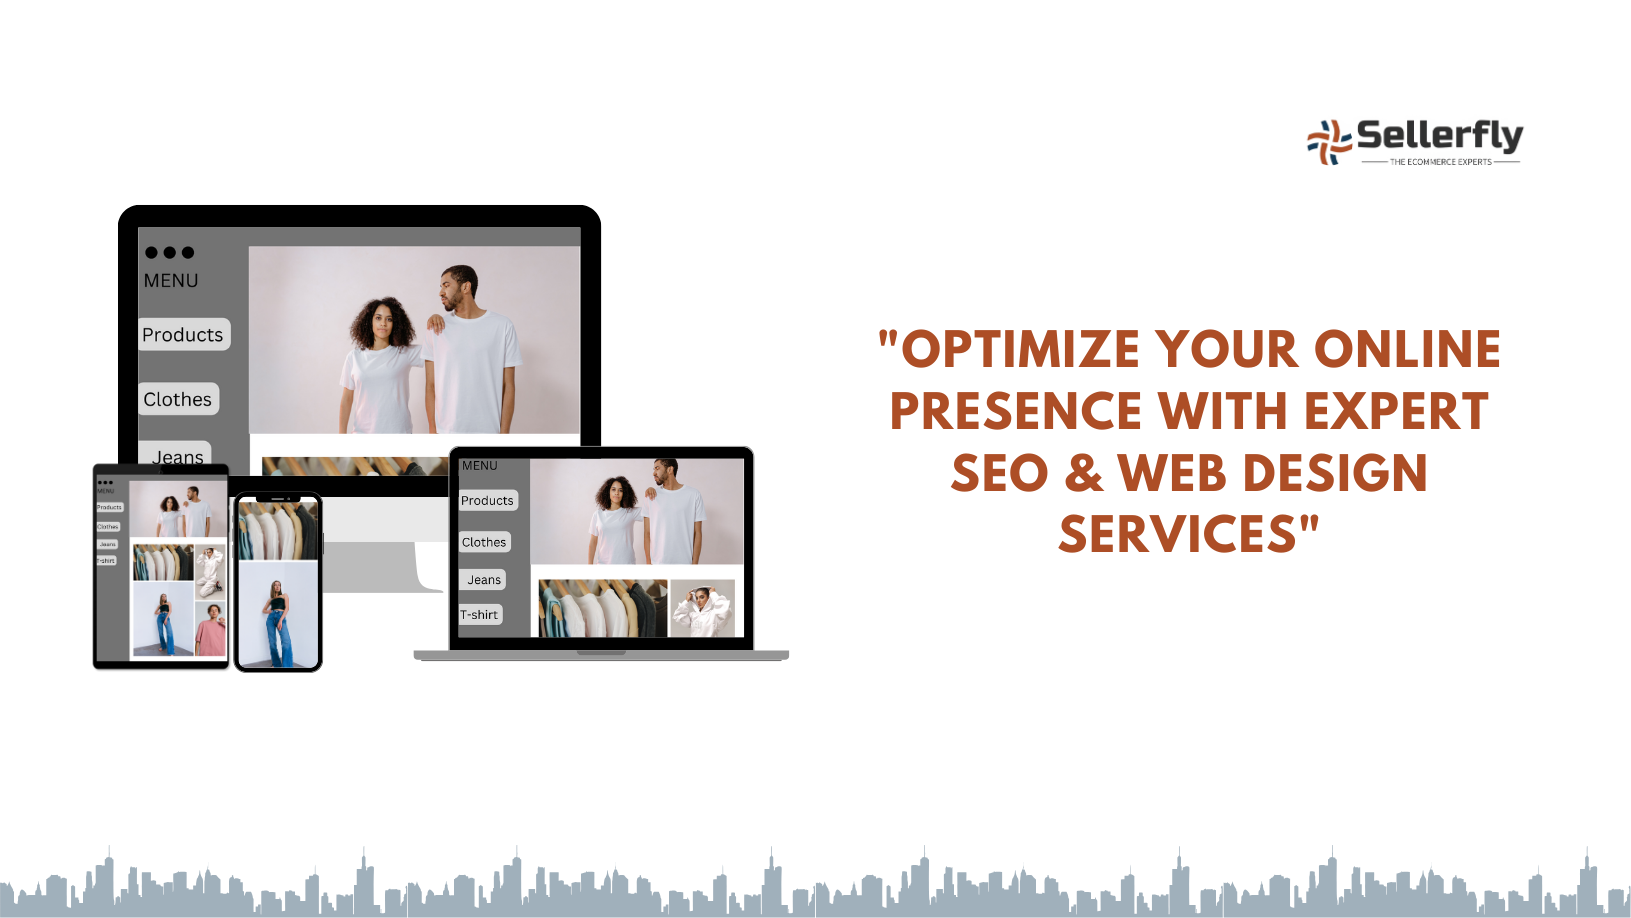 Sellerfly
THE ECOMMERCE EXPERTS
MENU
Products
Clothes
Jeans
"OPTIMIZE YOUR ONLINE
PRESENCE WITH EXPERT
SEO & WEB DESIGN
SERVICES"
MENU
Products
Clothes
Jeans
T-shirt
MENU
Products
Clothes
Jeans
T-shirt